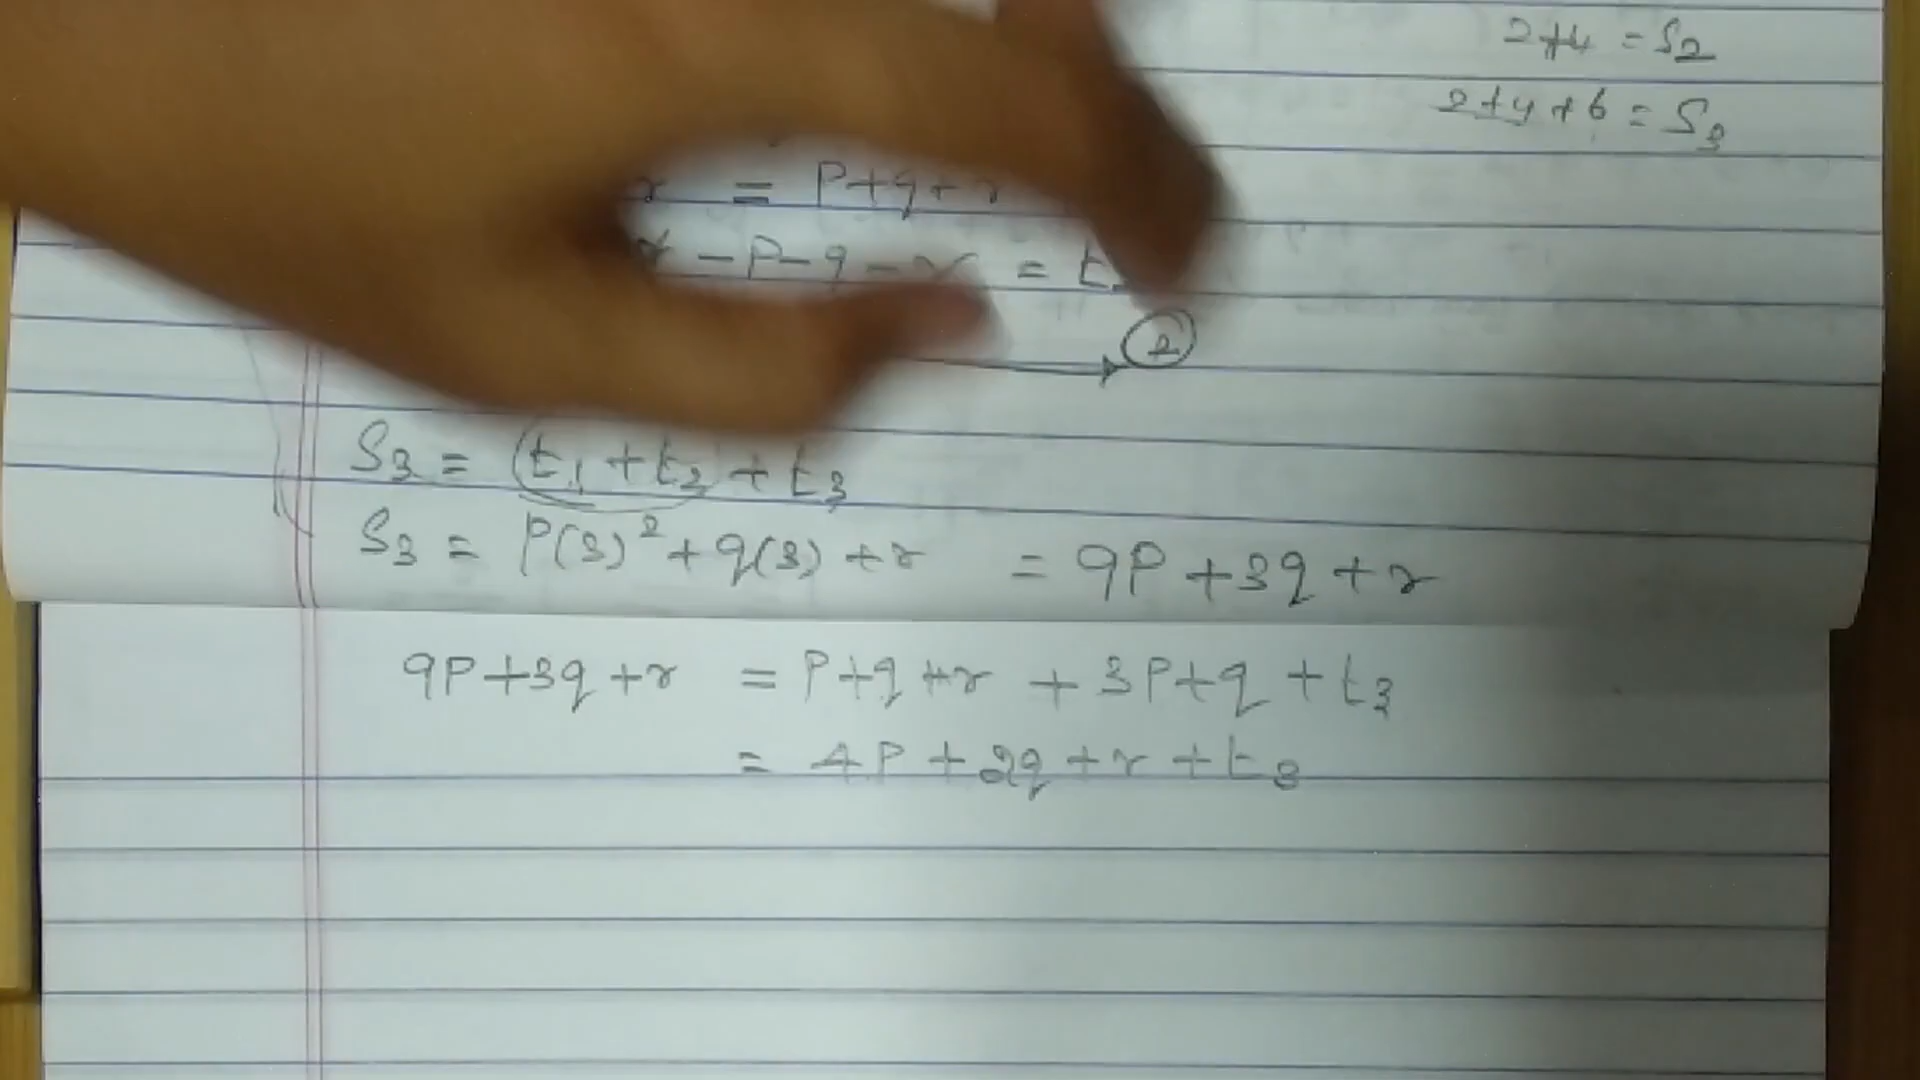 2+4 = S2
2+4+6 = S3
r = P+q+r
r - P - q - r = t
2
S3 = (t1 + t2) + t3
S3 = P(3)² + q(3) + r = 9P + 3q + r
9P + 3q + r = P+q+r + 3P+q + t3
= 4P + 2q + r + t3